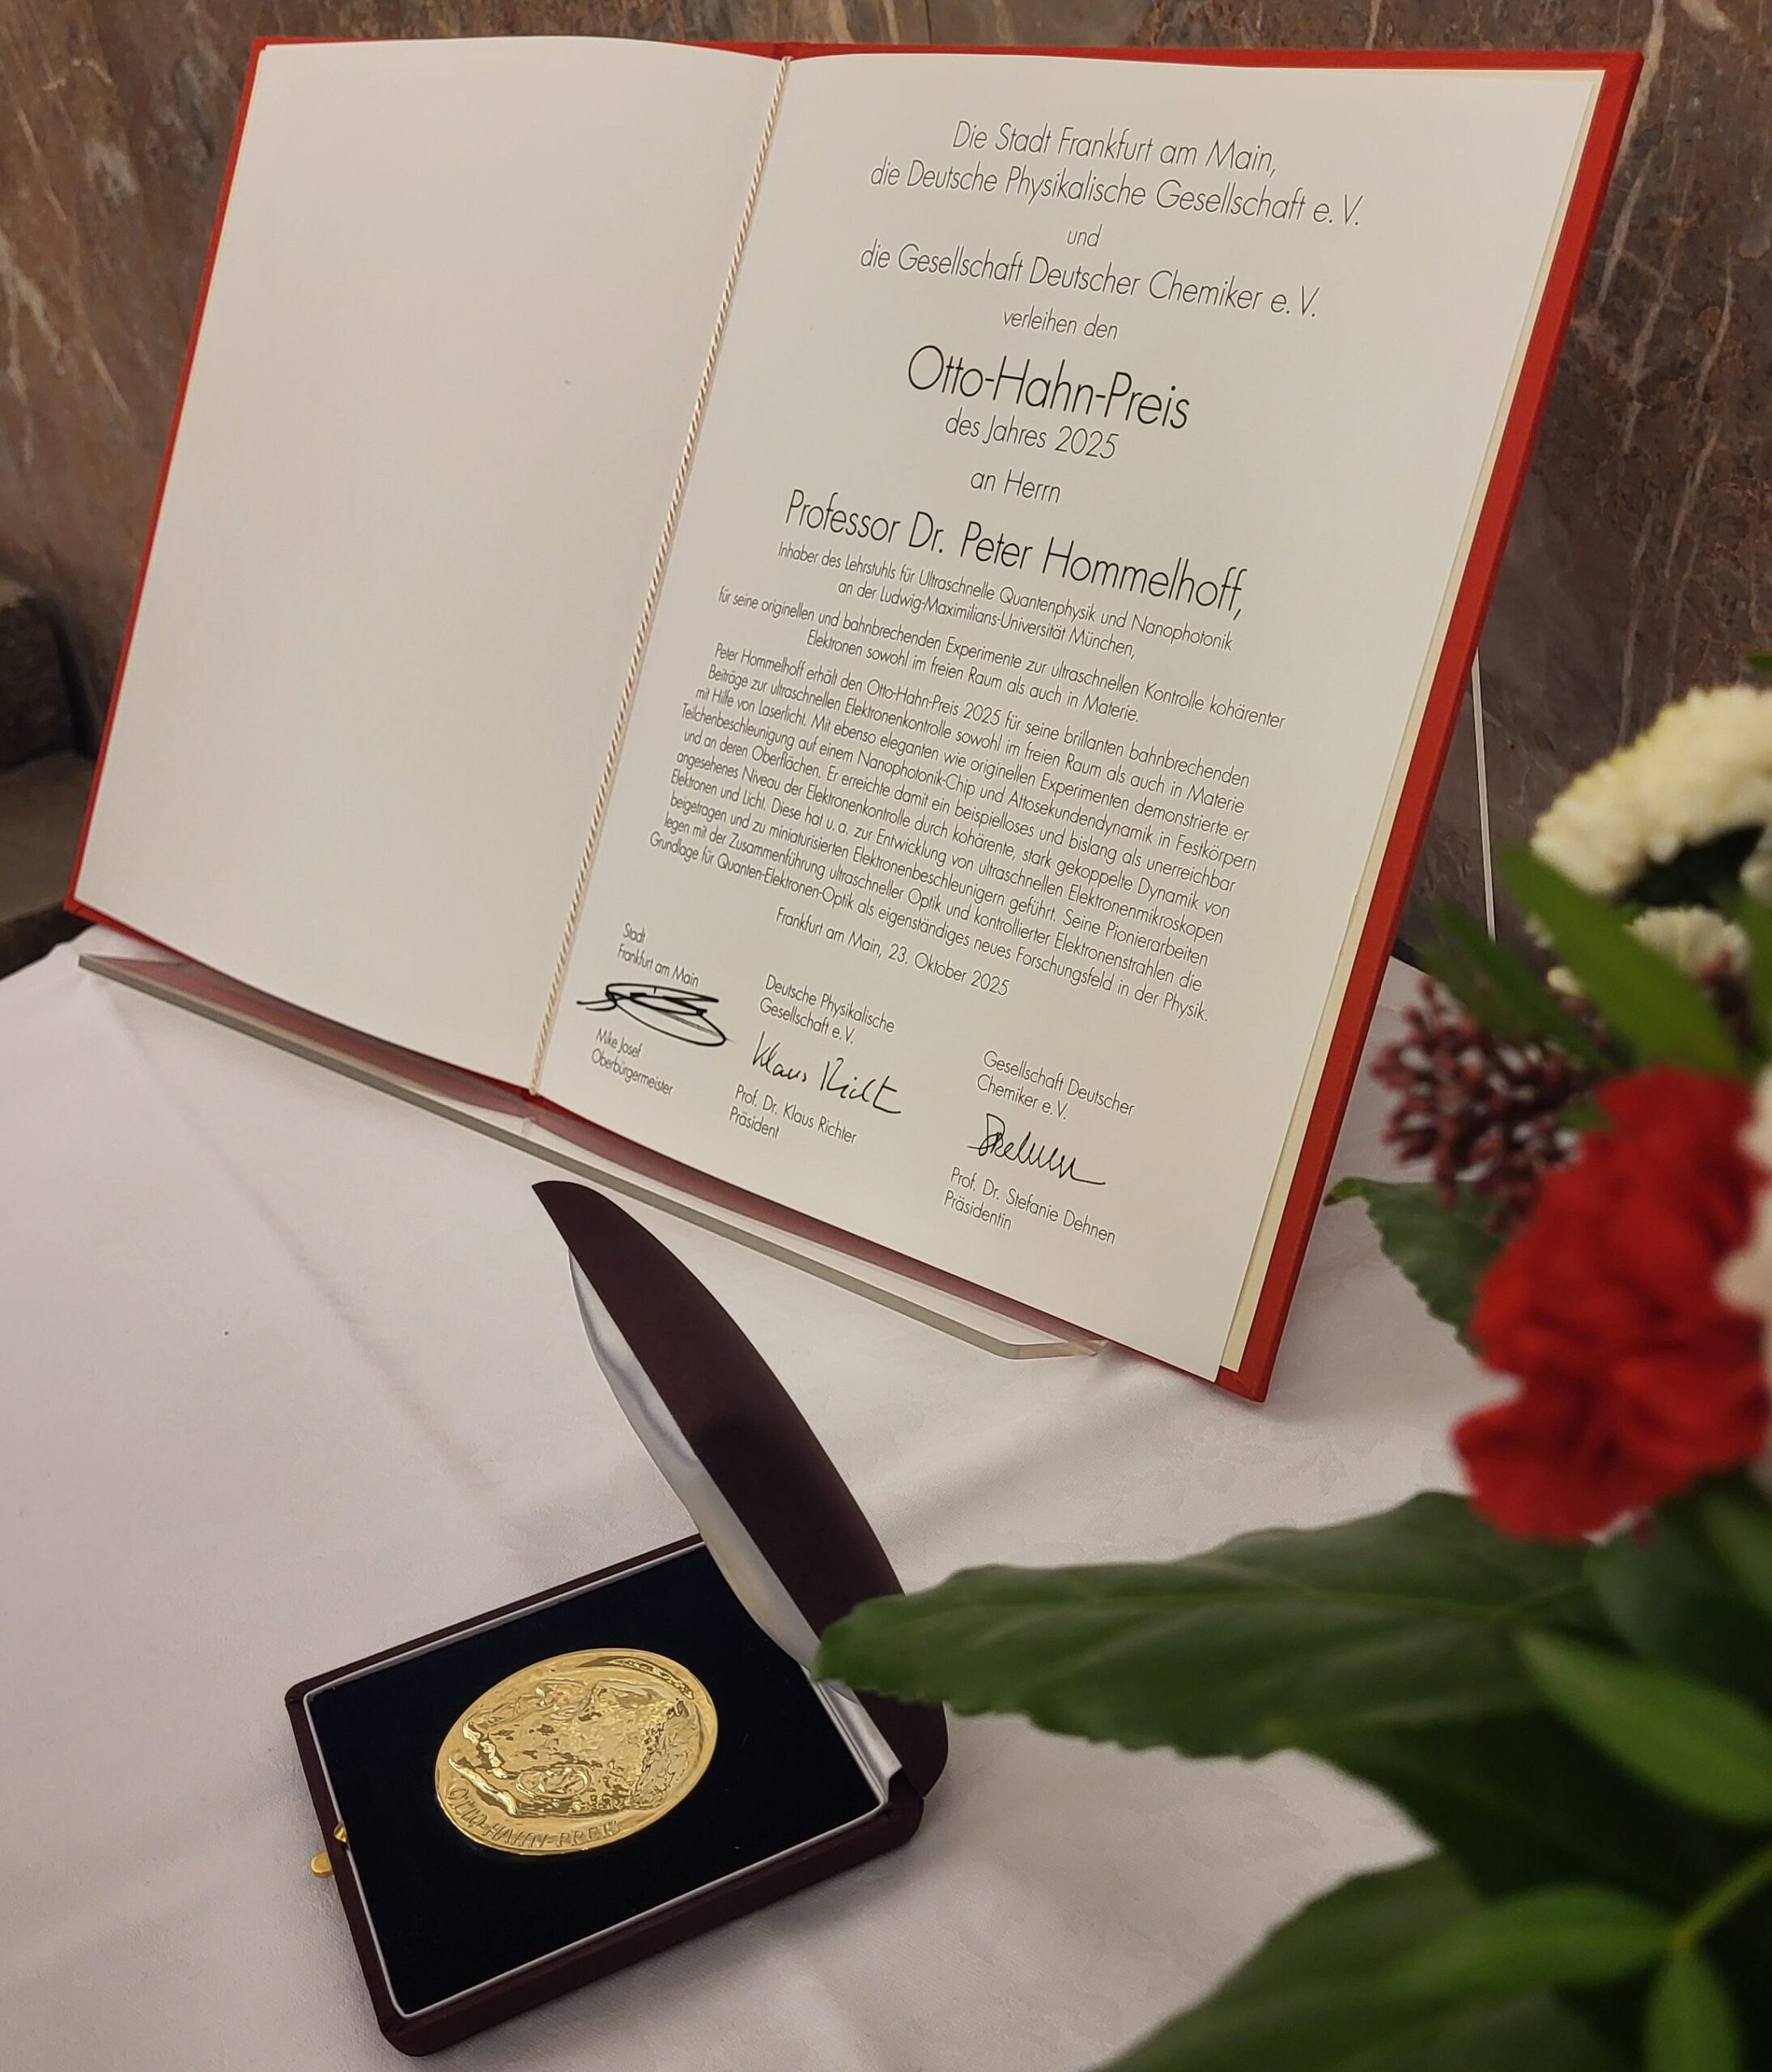 Die Stadt Frankfurt am Main,
die Deutsche Physikalische Gesellschaft e. V.
und
die Gesellschaft Deutscher Chemiker e. V.
verleihen den
Otto-Hahn-Preis
des Jahres 2025
an Herrn
Professor Dr. Peter Hommelhoff,
Inhaber des Lehrstuhls für Ultraschnelle Quantenphysik und Nanophotonik
an der Ludwig-Maximilians-Universität München,
für seine originellen und bahnbrechenden Experimente zur ultraschnellen Kontrolle kohärenter
Elektronen sowohl im freien Raum als auch in Materie.
Peter Hommelhoff erhält den Otto-Hahn-Preis 2025 für seine brillanten bahnbrechenden
Beiträge zur ultraschnellen Elektronenkontrolle sowohl im freien Raum als auch in Materie
mit Hilfe von Laserlicht. Mit ebenso eleganten wie originellen Experimenten demonstrierte er
Teilchenbeschleunigung auf einem Nanophotonik-Chip und Attosekundendynamik in Festkörpern
und an deren Oberflächen. Er erreichte damit ein beispielloses und bislang als unerreichbar
angesehenes Niveau der Elektronenkontrolle durch kohärente, stark gekoppelte Dynamik von
Elektronen und Licht. Diese hat u. a. zur Entwicklung von ultraschnellen Elektronenmikroskopen
beigetragen und zu miniaturisierten Elektronenbeschleunigern geführt. Seine Pionierarbeiten
legen mit der Zusammenführung ultraschneller Optik und kontrollierter Elektronenstrahlen die
Grundlage für Quanten-Elektronen-Optik als eigenständiges neues Forschungsfeld in der Physik.
Frankfurt am Main, 23. Oktober 2025
Stadt
Frankfurt am Main
Mike Josef
Oberbürgermeister
Deutsche Physikalische
Gesellschaft e. V.
Klaus Richter
Prof. Dr. Klaus Richter
Präsident
Gesellschaft Deutscher
Chemiker e. V.
Prof. Dr. Stefanie Dehnen
Präsidentin
OTTO-HAHN-PREIS